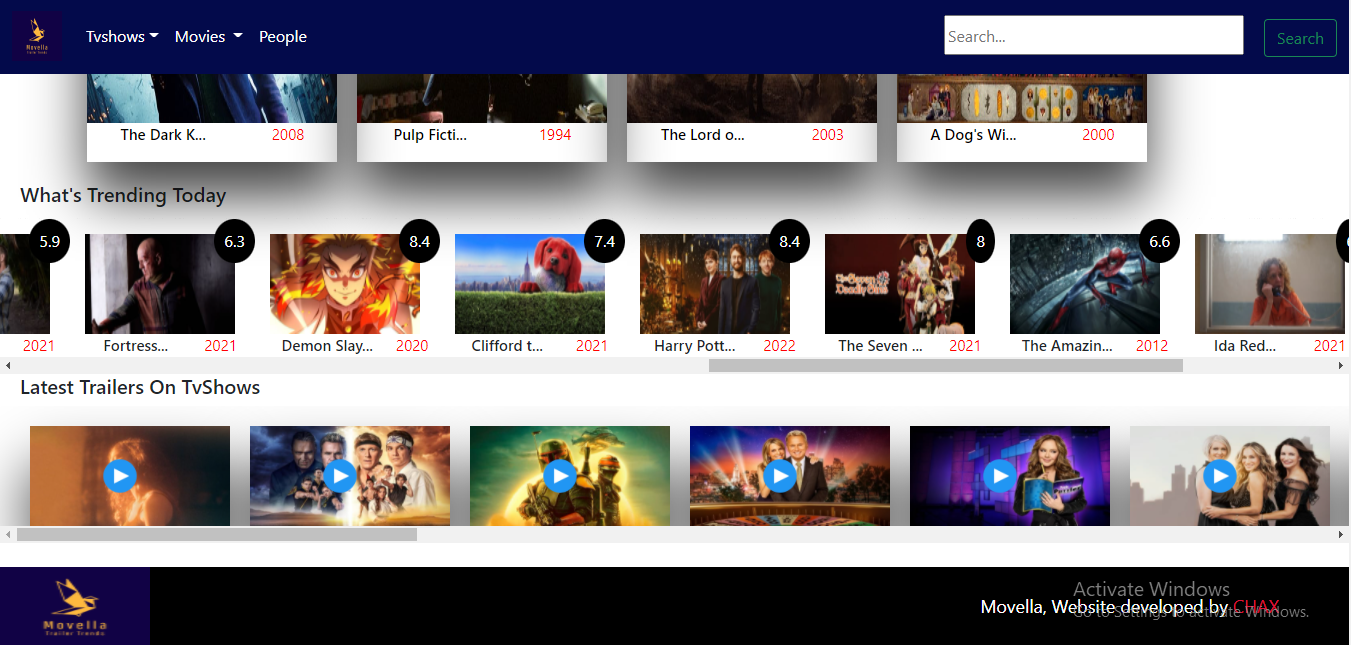 Movella
Tvshows Movies People
Search...
Search
The Dark K... 2008
Pulp Ficti... 1994
The Lord o... 2003
A Dog's Wi... 2000
What's Trending Today
5.9 6.3 8.4 7.4 8.4 8 6.6
2021
Fortress... 2021
Demon Slay... 2020
Clifford t... 2021
Harry Pott... 2022
The Seven ... 2021
The Amazin... 2012
Ida Red... 2021
Latest Trailers On TvShows
Movella
Trailer Trends
Activate Windows
Movella, Website developed by CHAX
Go to Settings to activate Windows.